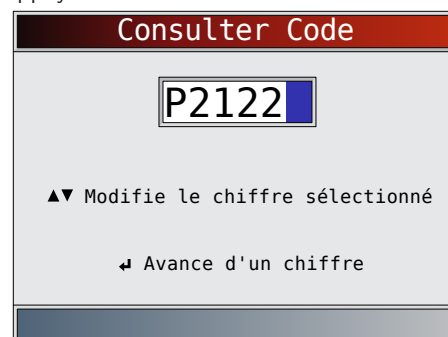 Consulter Code
P2122
▲▼ Modifie le chiffre sélectionné
↵ Avance d'un chiffre